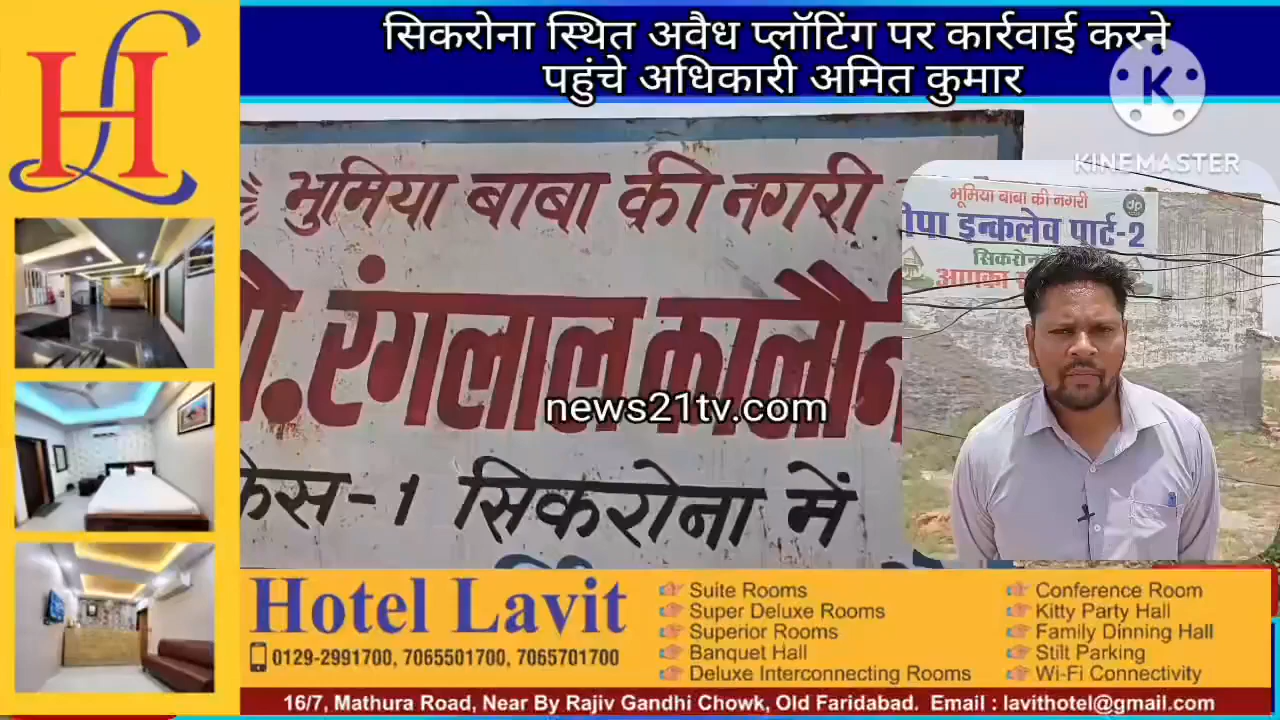 सिकरोना स्थित अवैध प्लॉटिंग पर कार्रवाई करने
पहुंचे अधिकारी अमित कुमार
K
KINEMASTER
भुमिया बाबा की नगरी
रंगलाल
-1 सिकरोना में
news21tv.com
भूमिया बाबा की नगरी
dp
इन्कलेव पार्ट-2
आपका
H
Hotel Lavit
0129-2991700, 7065501700, 7065701700
Suite Rooms
Super Deluxe Rooms
Superior Rooms
Banquet Hall
Deluxe Interconnecting Rooms
Conference Room
Kitty Party Hall
Family Dinning Hall
Stilt Parking
Wi-Fi Connectivity
16/7, Mathura Road, Near By Rajiv Gandhi Chowk, Old Faridabad. Email : lavithotel@gmail.com